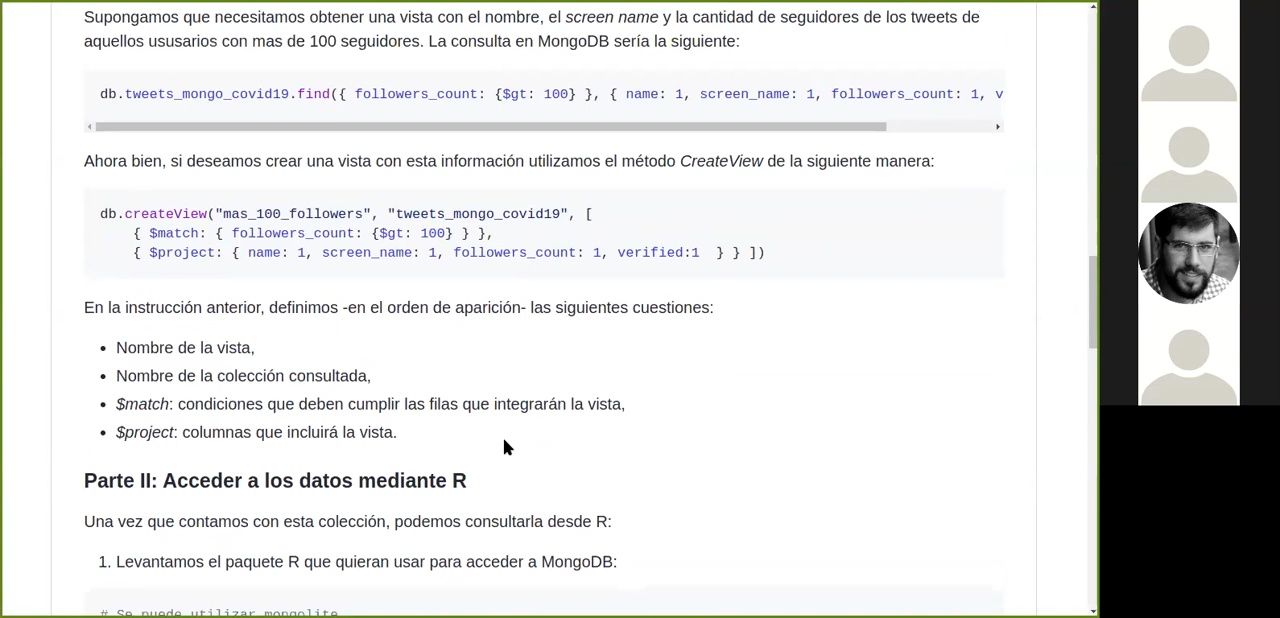 Supongamos que necesitamos obtener una vista con el nombre, el screen name y la cantidad de seguidores de los tweets de
aquellos ususarios con mas de 100 seguidores. La consulta en MongoDB sería la siguiente:
db.tweets_mongo_covid19.find({ followers_count: {$gt: 100} }, { name: 1, screen_name: 1, followers_count: 1, v
Ahora bien, si deseamos crear una vista con esta información utilizamos el método CreateView de la siguiente manera:
db.createView("mas_100_followers", "tweets_mongo_covid19", [
{ $match: { followers_count: {$gt: 100} } },
{ $project: { name: 1, screen_name: 1, followers_count: 1, verified:1  } } ])
En la instrucción anterior, definimos -en el orden de aparición- las siguientes cuestiones:
• Nombre de la vista,
• Nombre de la colección consultada,
• $match: condiciones que deben cumplir las filas que integrarán la vista,
• $project: columnas que incluirá la vista.
Parte II: Acceder a los datos mediante R
Una vez que contamos con esta colección, podemos consultarla desde R:
1. Levantamos el paquete R que quieran usar para acceder a MongoDB:
# Se puede utilizar mongolite